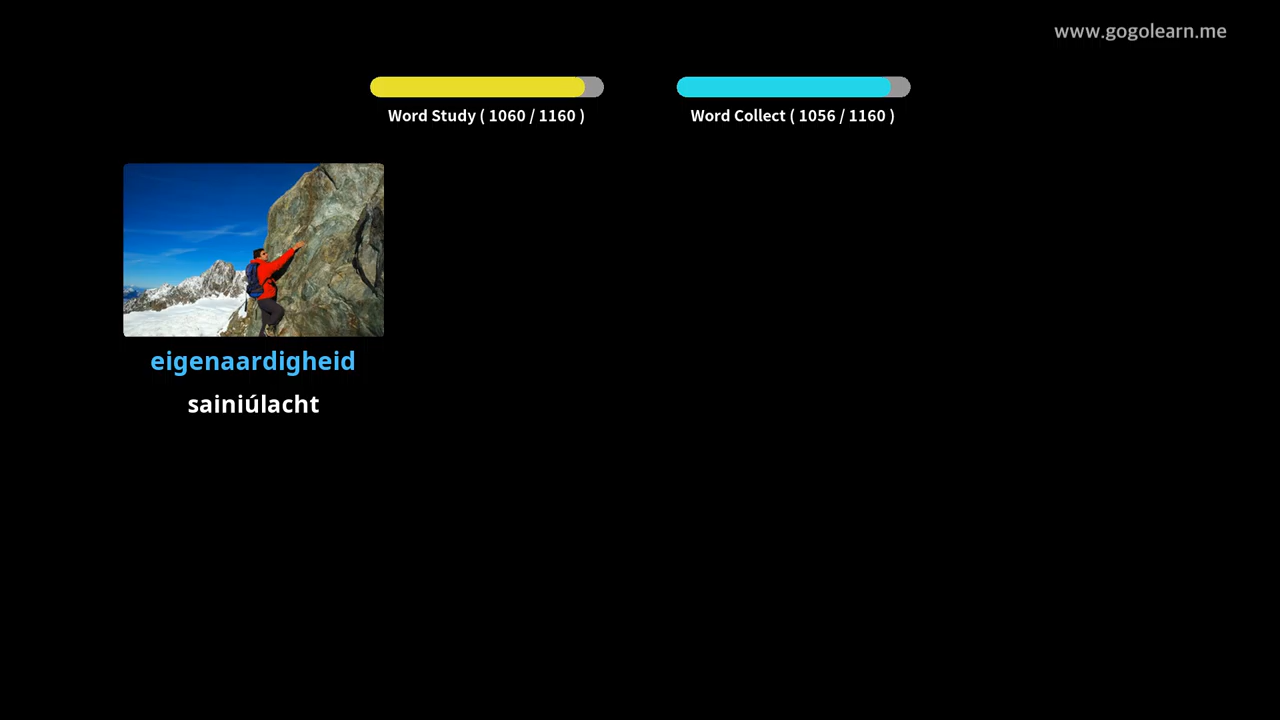 www.gogolearn.me
Word Study ( 1060 / 1160 )
Word Collect ( 1056 / 1160 )
eigenaardigheid
sainiúlacht